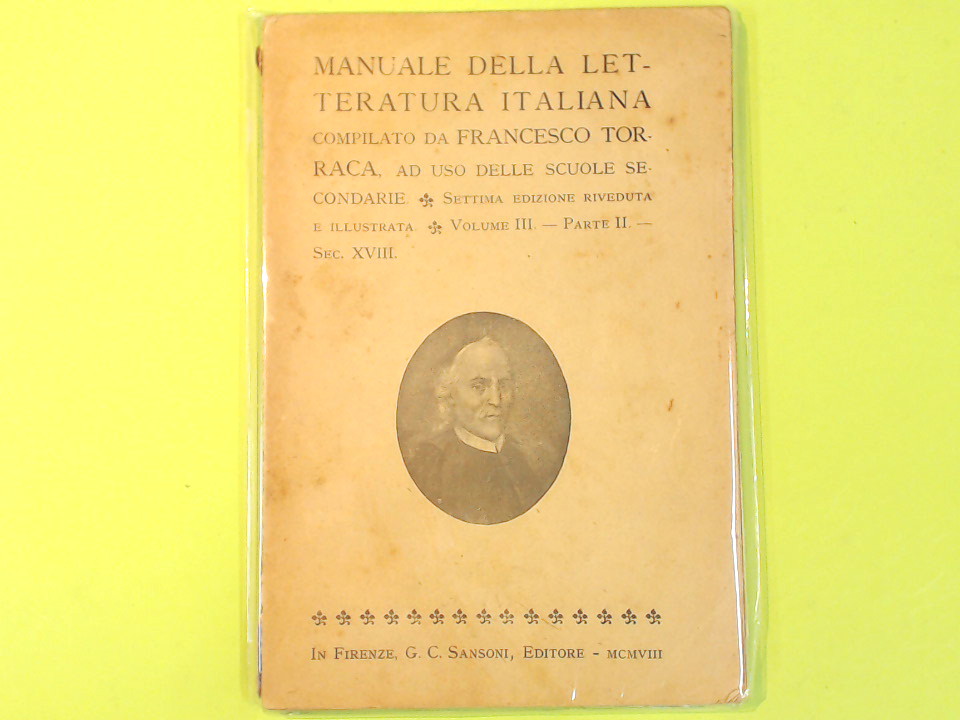 MANUALE DELLA LET-
TERATURA ITALIANA
COMPILATO DA FRANCESCO TOR-
RACA, AD USO DELLE SCUOLE SE-
CONDARIE. SETTIMA EDIZIONE RIVEDUTA
E ILLUSTRATA. VOLUME III. — PARTE II. —
SEC. XVIII.
IN FIRENZE, G. C. SANSONI, EDITORE - MCMVIII